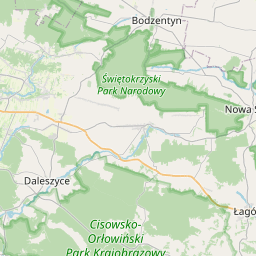 Bodzentyn
Świętokrzyski
Park Narodowy
Nowa S
Daleszyce
Łagó
Cisowsko-
Orłowiński
Park Krajobrazowy